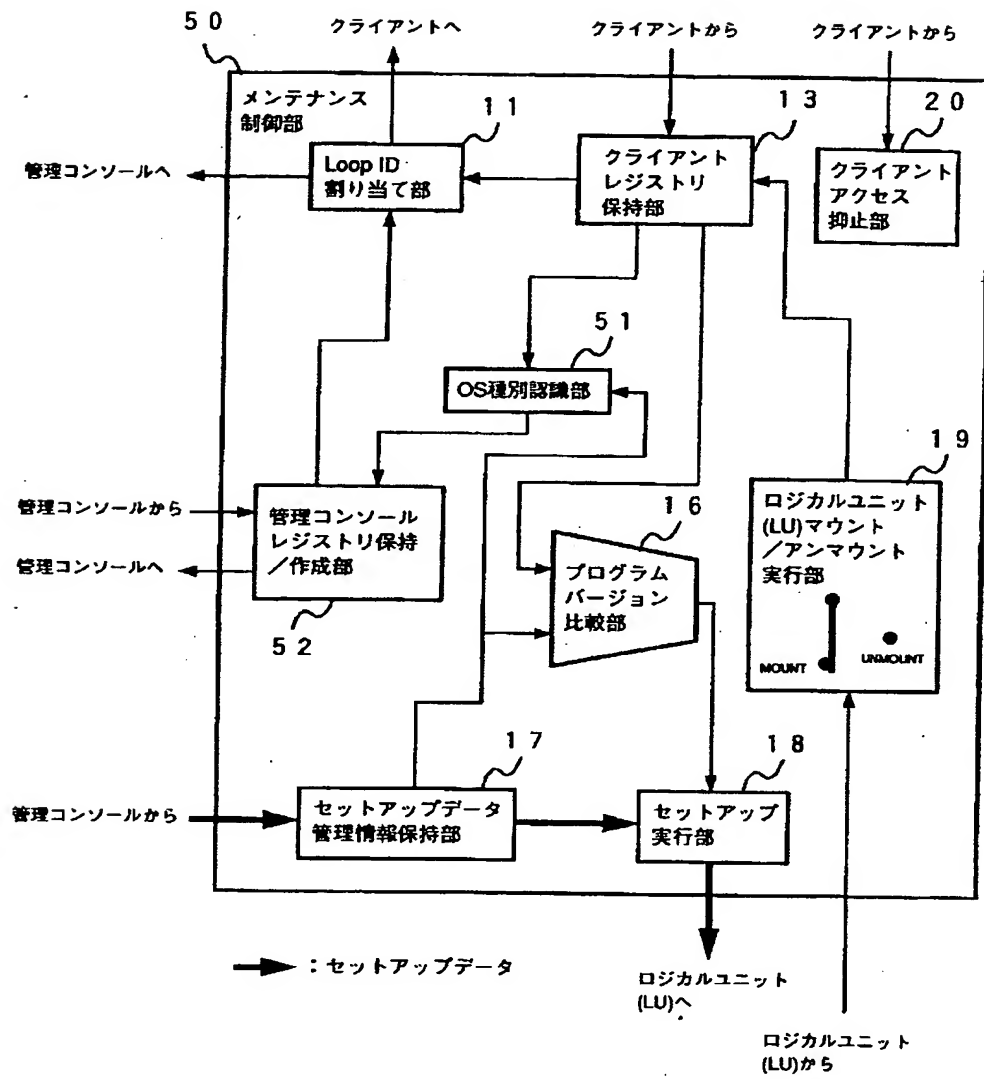 ５０
クライアントへ
クライアントから
クライアントから
メンテナンス
制御部
１１
１３
２０
管理コンソールへ
Loop ID
割り当て部
クライアント
レジストリ
保持部
クライアント
アクセス
抑止部
５１
OS種別認識部
１９
管理コンソールから
管理コンソールへ
管理コンソール
レジストリ保持
／作成部
５２
１６
プログラム
バージョン
比較部
ロジカルユニット
(LU)マウント
／アンマウント
実行部
MOUNT
UNMOUNT
１７
１８
管理コンソールから
セットアップデータ
管理情報保持部
セットアップ
実行部
：セットアップデータ
ロジカルユニット
(LU)へ
ロジカルユニット
(LU)から